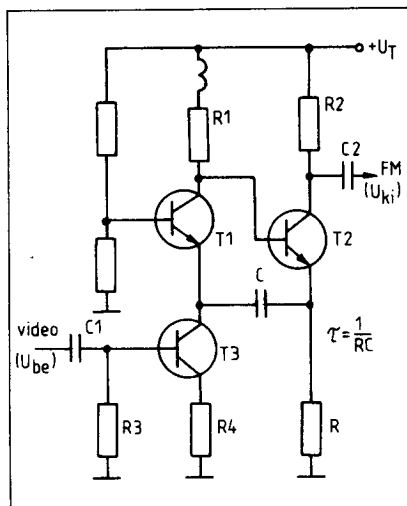 +U_T
R1
R2
C2
FM
(U_ki)
T1
T2
C
τ = 1/RC
video
(U_be)
C1
T3
R3
R4
R